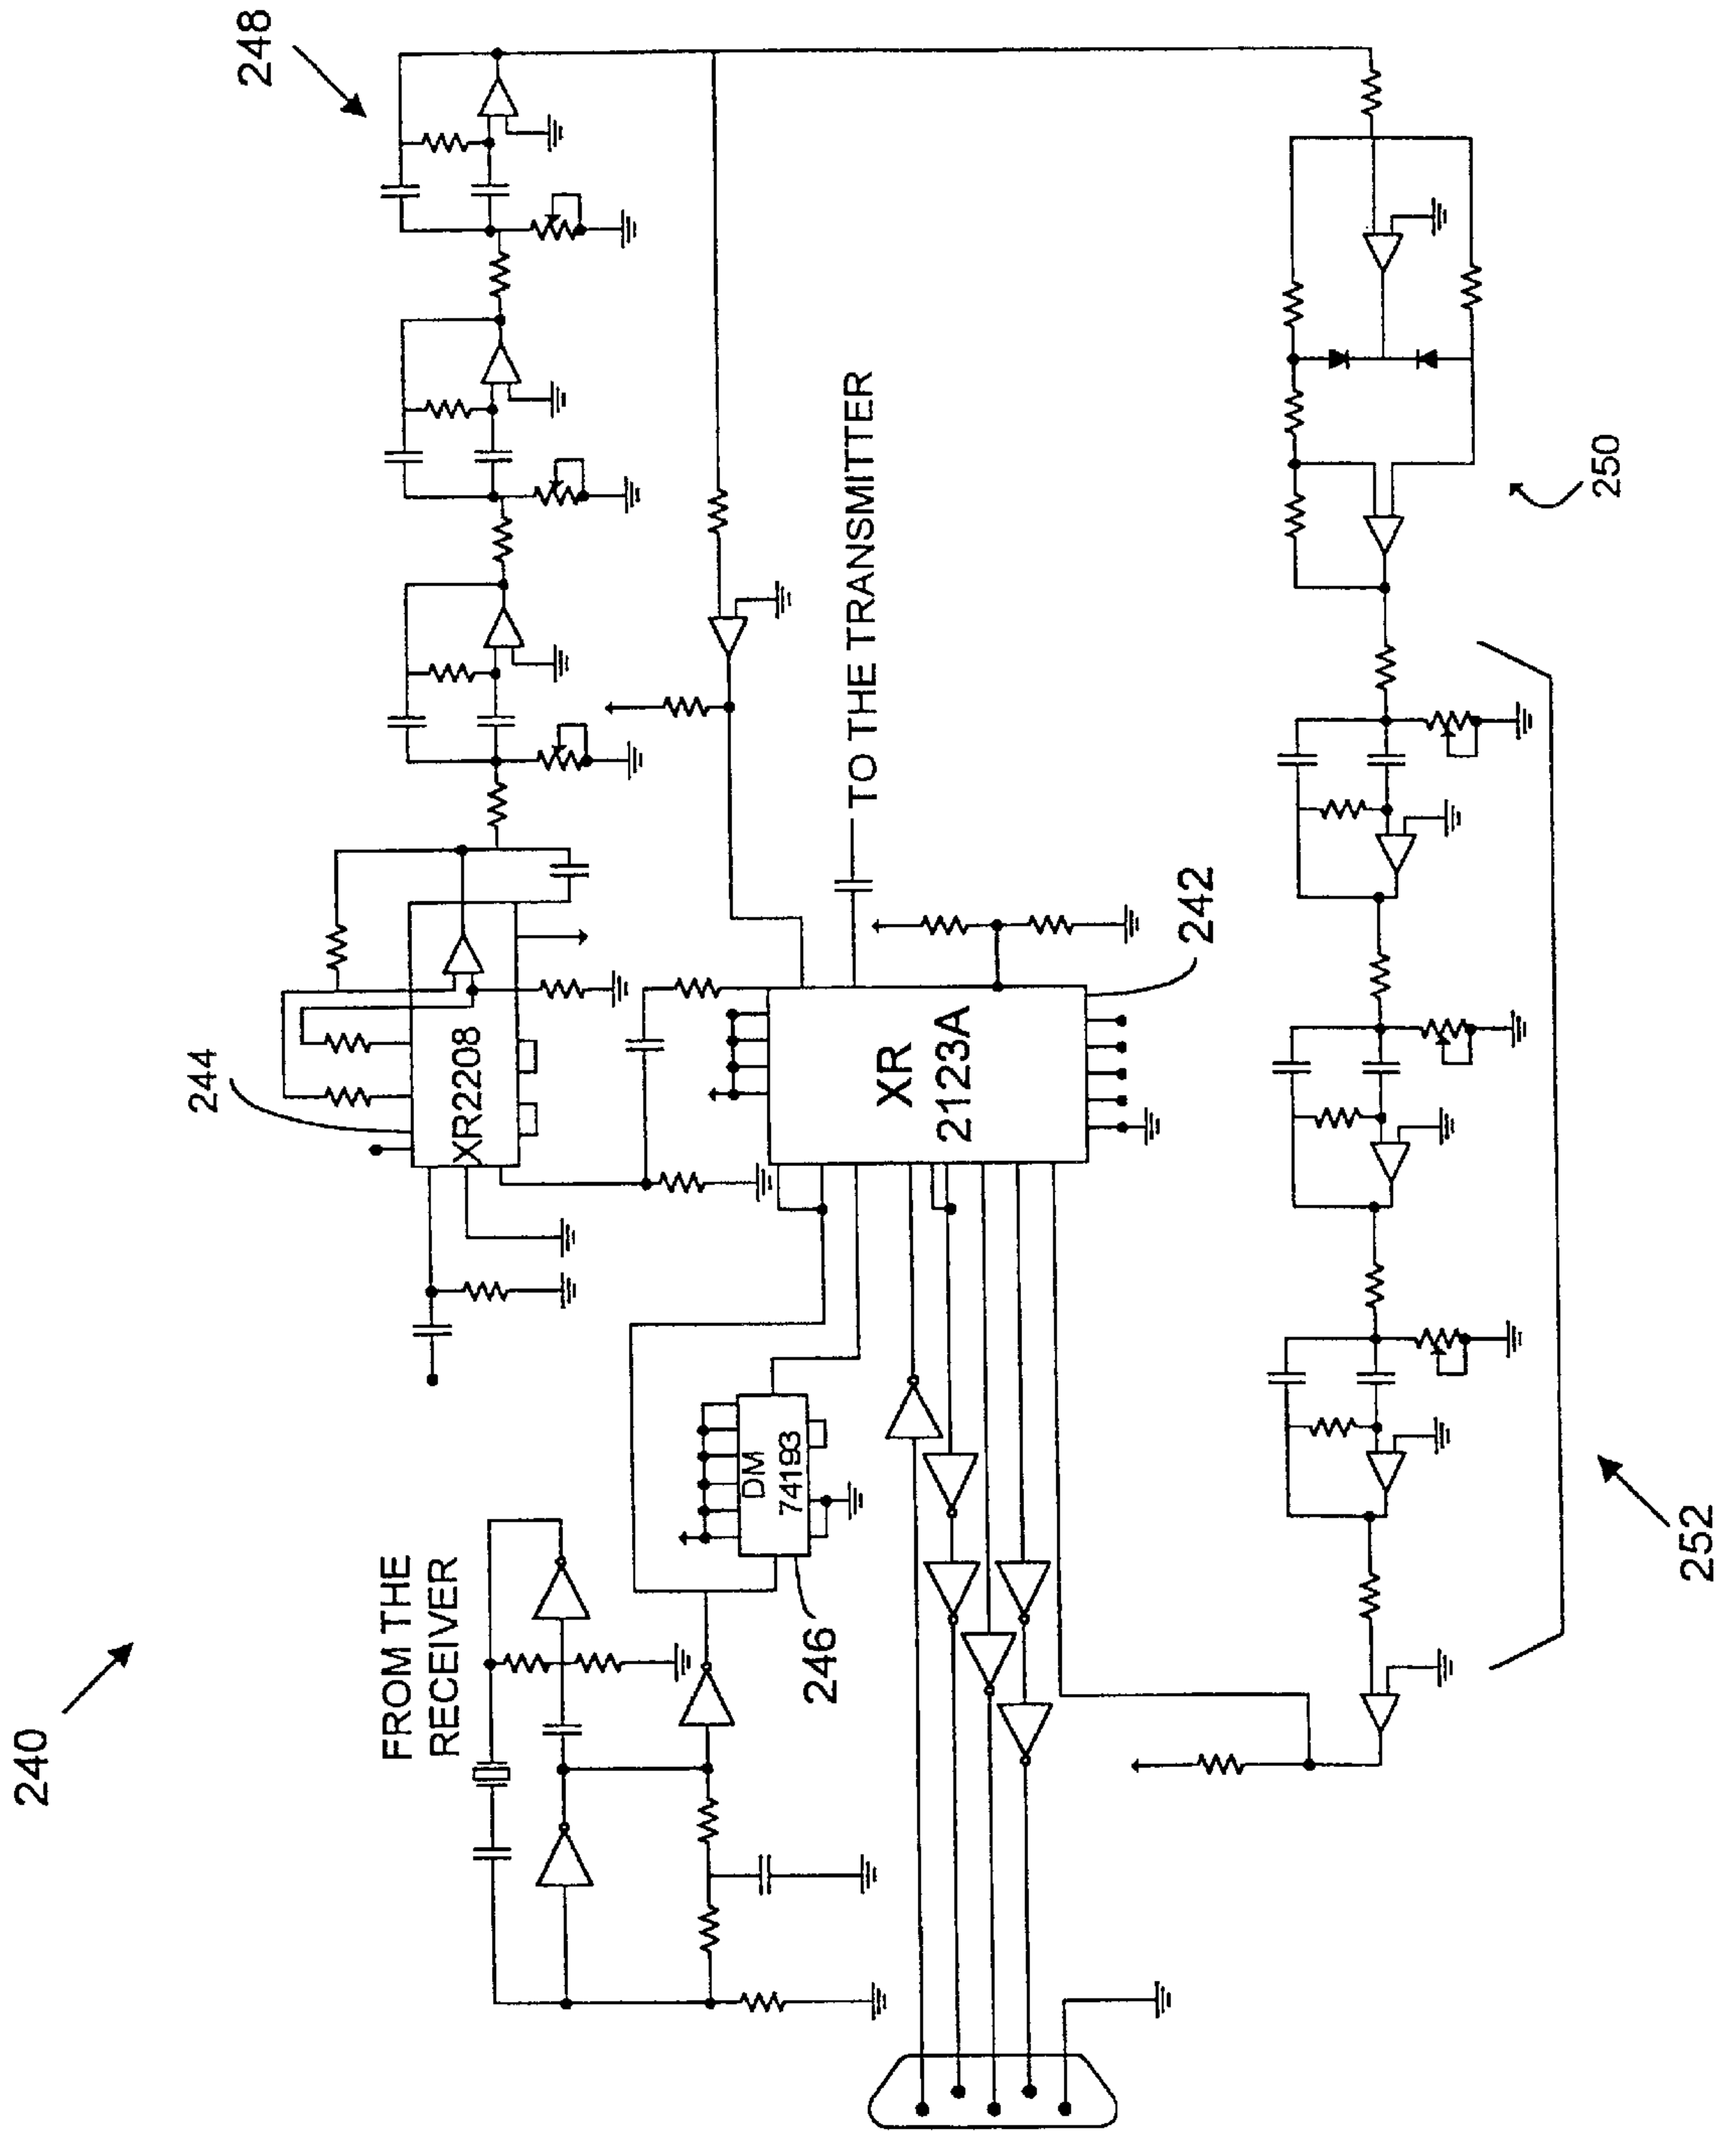 240
FROM THE
RECEIVER
244
XR2208
248
DM
74193
246
XR
2123A
242
TO THE TRANSMITTER
250
252